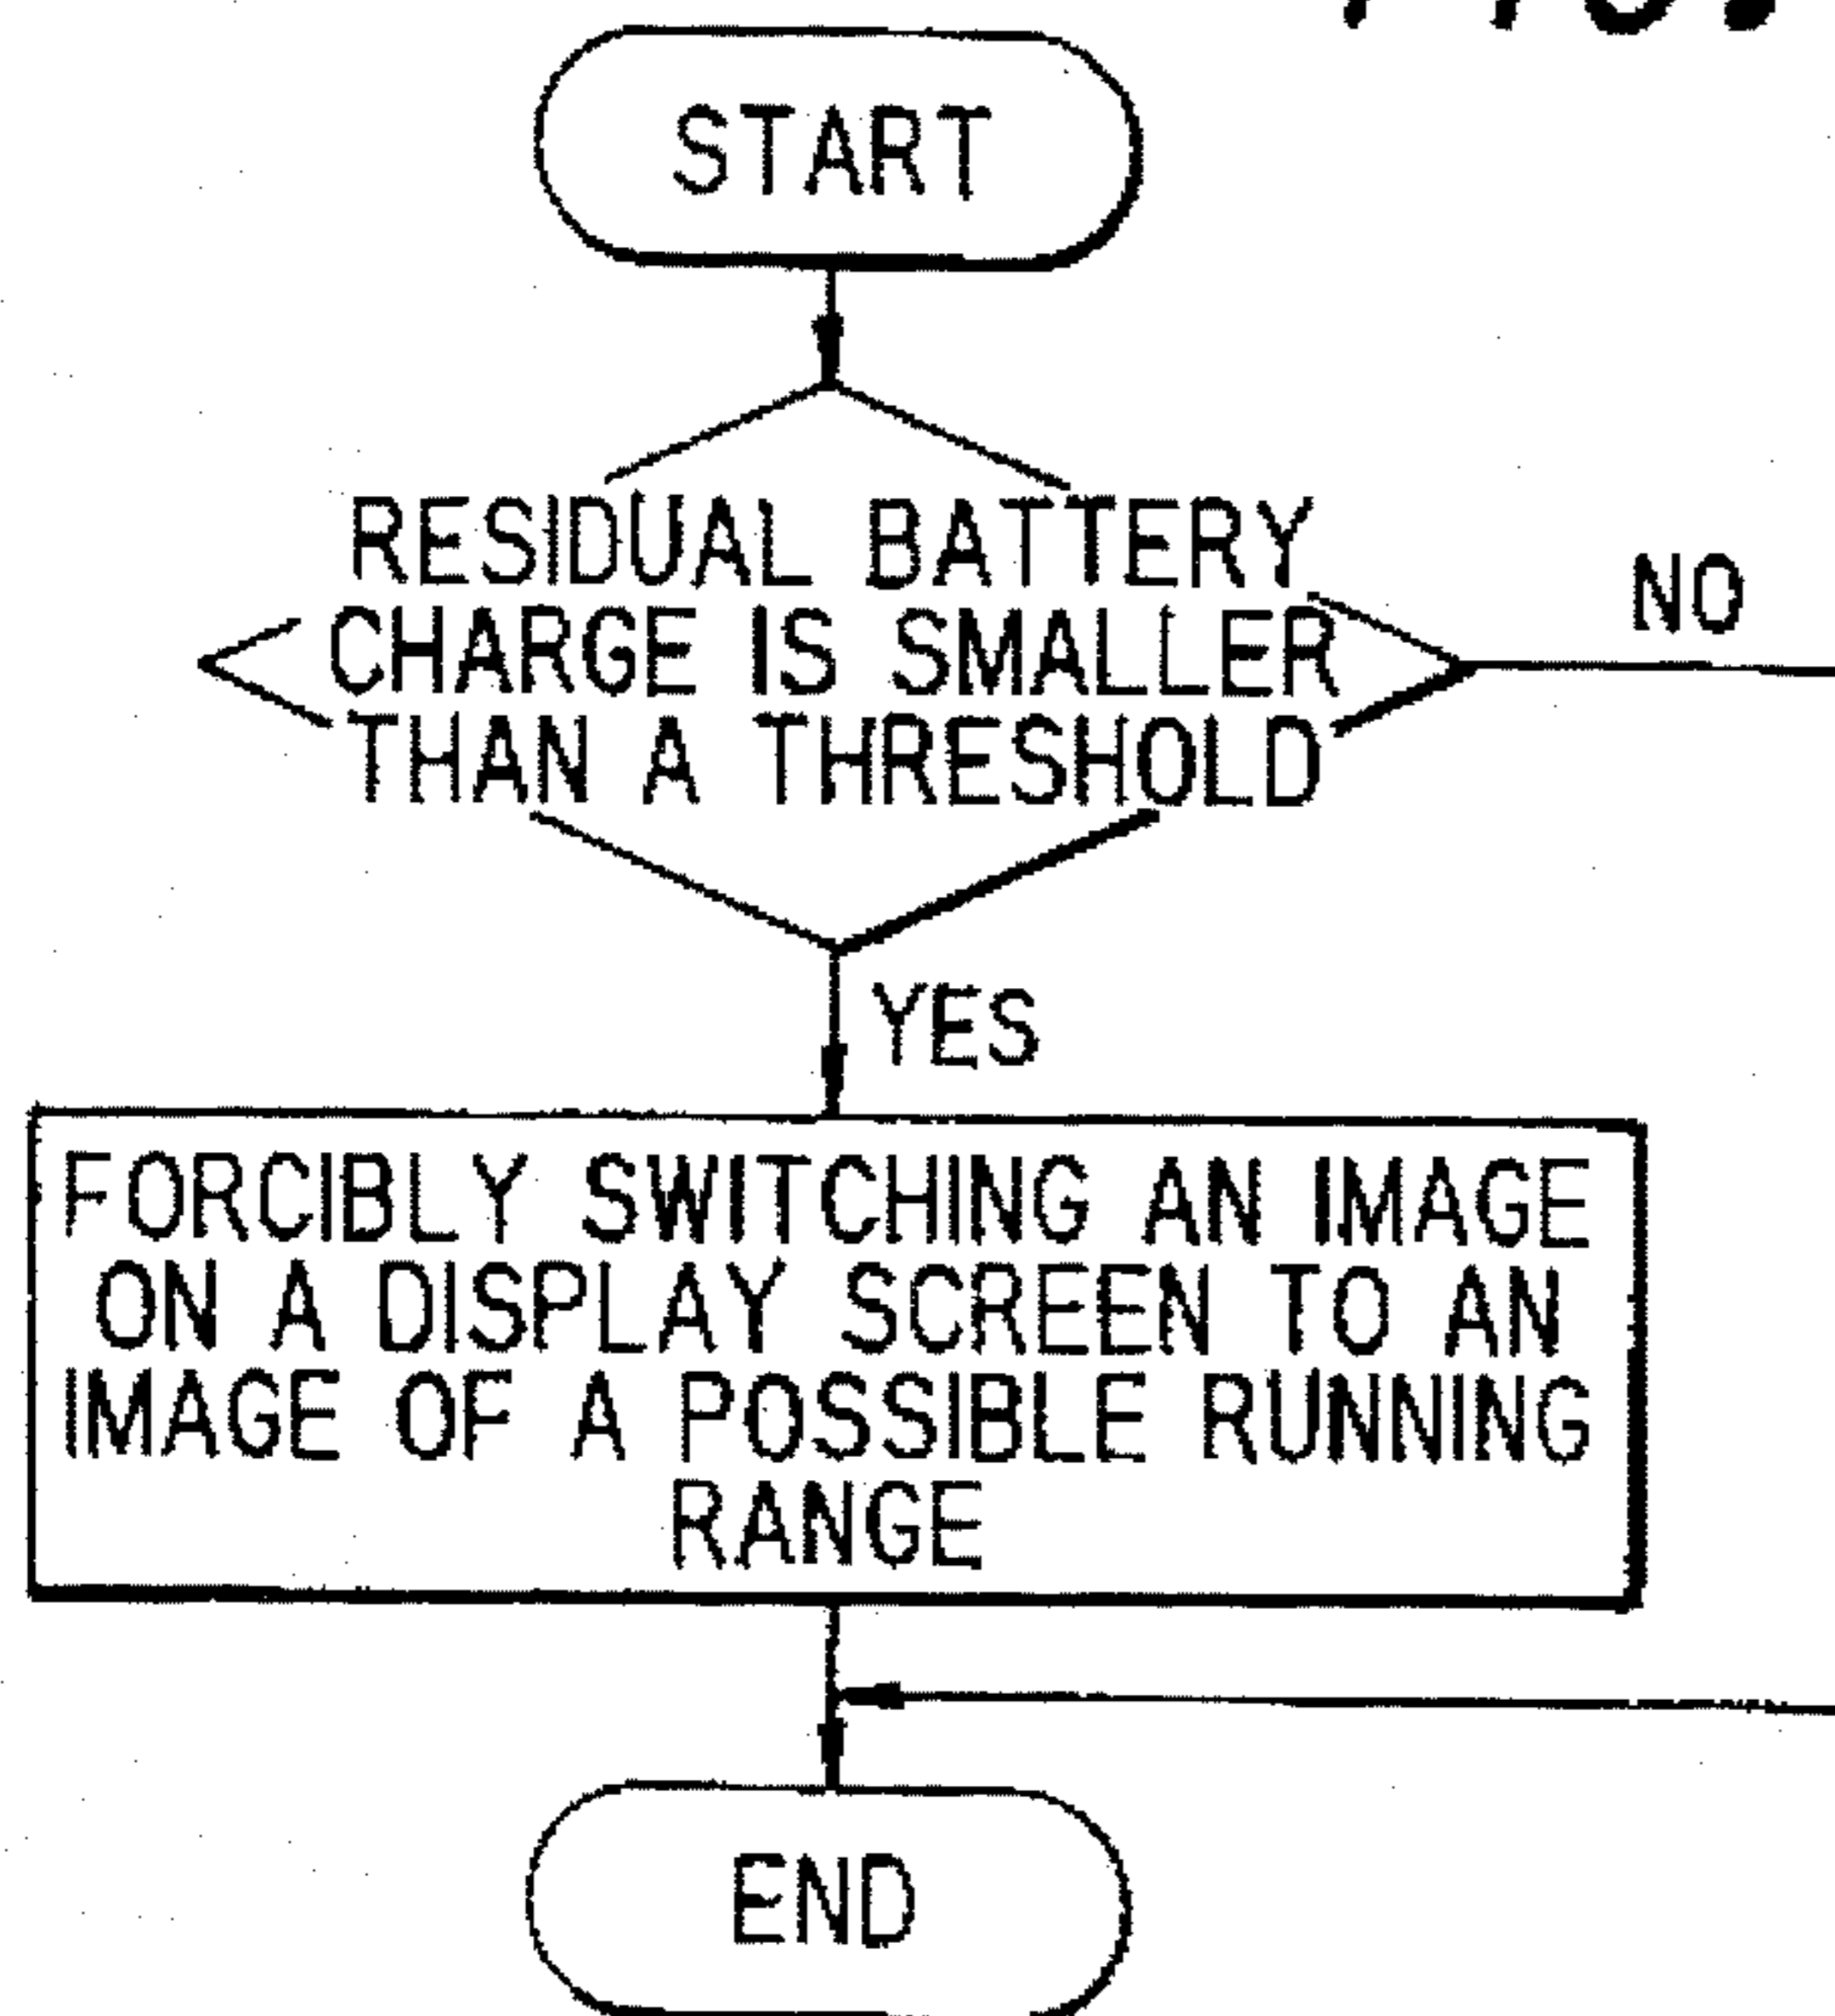 START
RESIDUAL BATTERY
CHARGE IS SMALLER
THAN A THRESHOLD
NO
YES
FORCIBLY SWITCHING AN IMAGE
ON A DISPLAY SCREEN TO AN
IMAGE OF A POSSIBLE RUNNING
RANGE
END